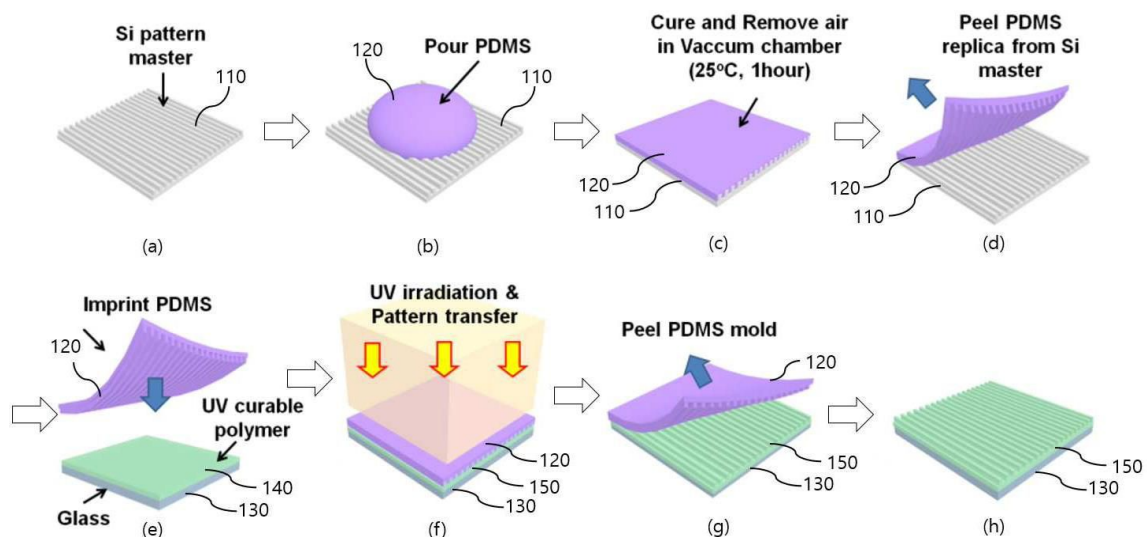 Si pattern
master
110
(a)
120
Pour PDMS
110
(b)
Cure and Remove air
in Vaccum chamber
(25°C, 1hour)
120
110
(c)
Peel PDMS
replica from Si
master
120
110
(d)
Imprint PDMS
120
UV curable
polymer
140
130
Glass
(e)
UV irradiation &
Pattern transfer
120
150
130
(f)
Peel PDMS mold
120
150
130
(g)
150
130
(h)